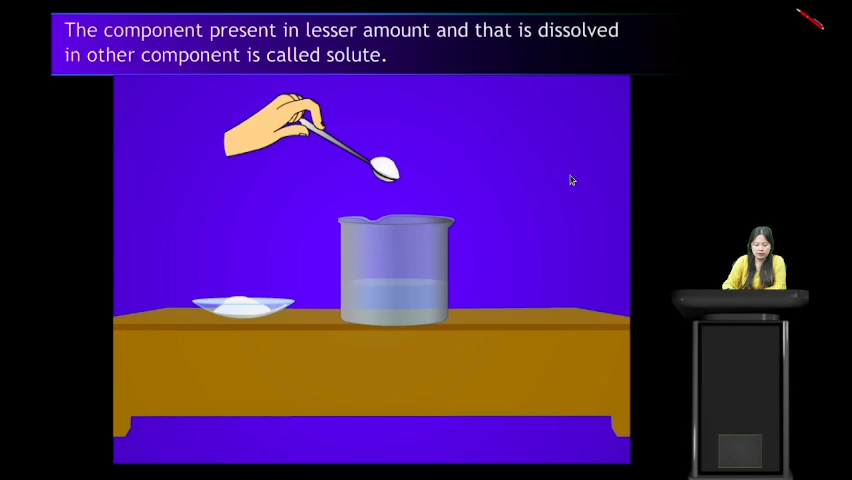 The component present in lesser amount and that is dissolved
in other component is called solute.